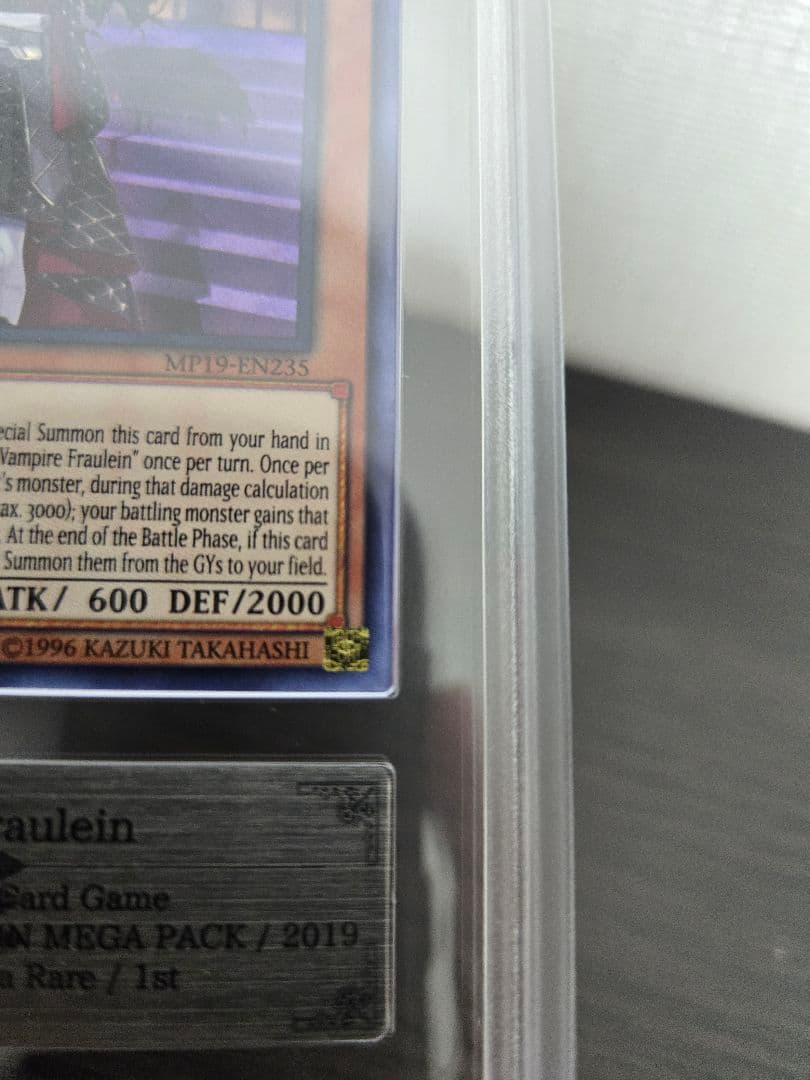 MP19-EN235
ecial Summon this card from your hand in
Vampire Fraulein" once per turn. Once per
's monster, during that damage calculation
ax. 3000); your battling monster gains that
At the end of the Battle Phase, if this card
Summon them from the GYs to your field.
ATK/ 600 DEF/2000
©1996 KAZUKI TAKAHASHI
raulein
Card Game
N MEGA PACK / 2019
a Rare / 1st